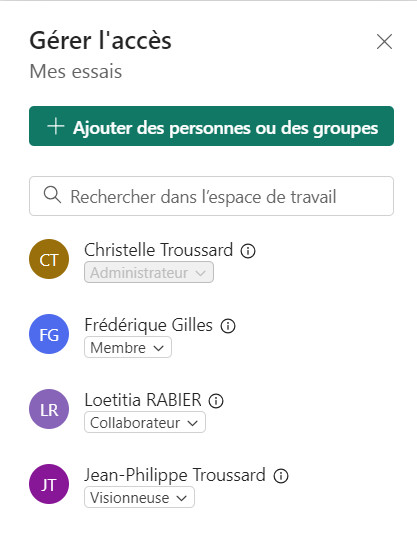 Gérer l'accès
Mes essais
Ajouter des personnes ou des groupes
Rechercher dans l’espace de travail
CT
Christelle Troussard
Administrateur
FG
Frédérique Gilles
Membre
LR
Loetitia RABIER
Collaborateur
JT
Jean-Philippe Troussard
Visionneuse